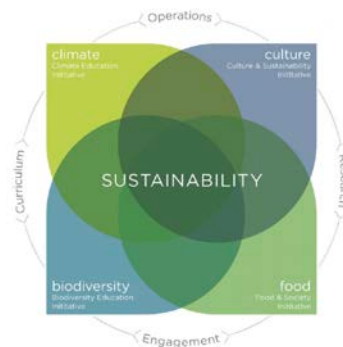 Operations
climate
Climate Education
Initiative
culture
Culture & Sustainability
Initiative
Curriculum
SUSTAINABILITY
Research
biodiversity
Biodiversity Education
Initiative
food
Food & Society
Initiative
Engagement